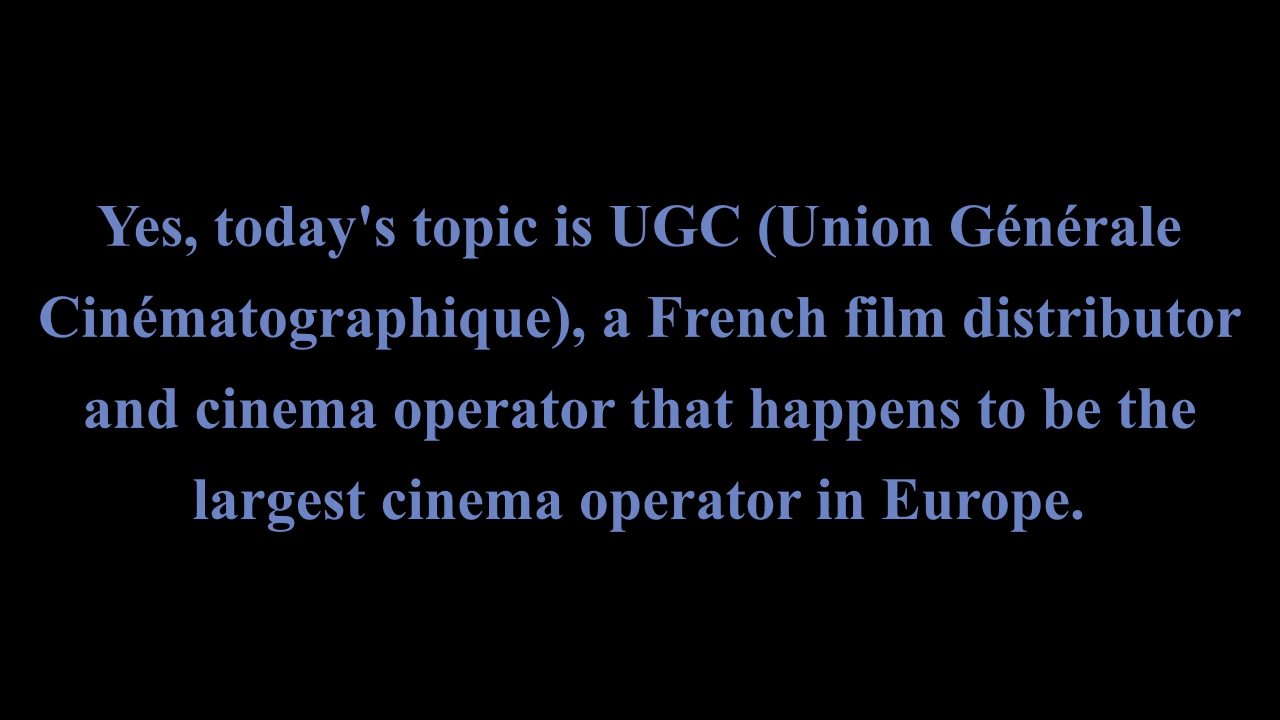 Yes, today's topic is UGC (Union Générale
Cinématographique), a French film distributor
and cinema operator that happens to be the
largest cinema operator in Europe.